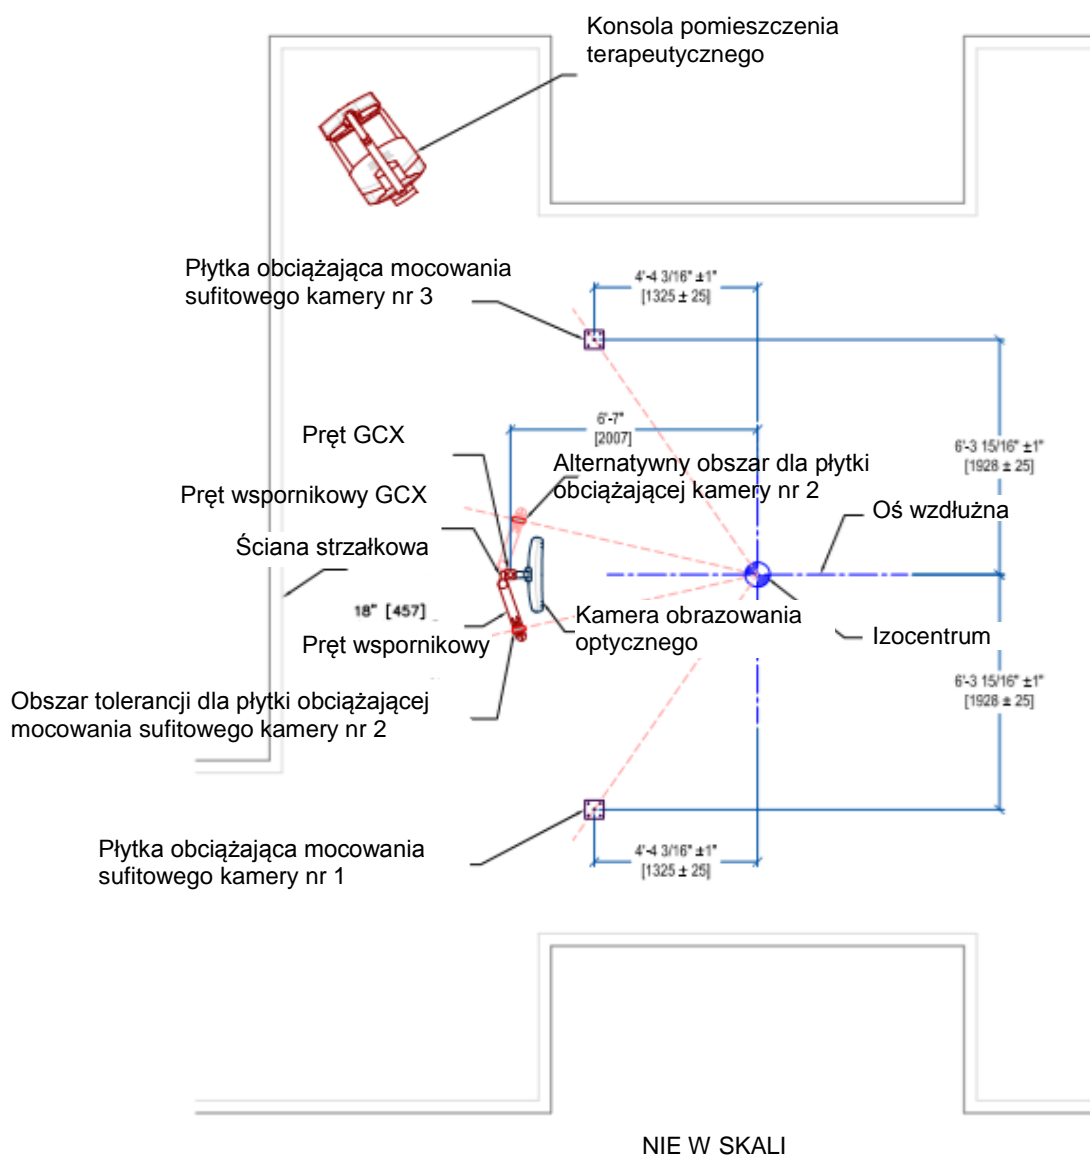 Konsola pomieszczenia
terapeutycznego
Płytka obciążająca mocowania
sufitowego kamery nr 3
4'-4 3/16" ±1"
[1325 ± 25]
6'-7"
[2007]
Pręt GCX
Alternatywny obszar dla płytki
obciążającej kamery nr 2
6'-3 15/16" ±1"
[1928 ± 25]
Pręt wspornikowy GCX
Oś wzdłużna
Ściana strzałkowa
18" [457]
Kamera obrazowania
optycznego
Pręt wspornikowy
Izocentrum
6'-3 15/16" ±1"
[1928 ± 25]
Obszar tolerancji dla płytki obciążającej
mocowania sufitowego kamery nr 2
Płytka obciążająca mocowania
sufitowego kamery nr 1
4'-4 3/16" ±1"
[1325 ± 25]
NIE W SKALI